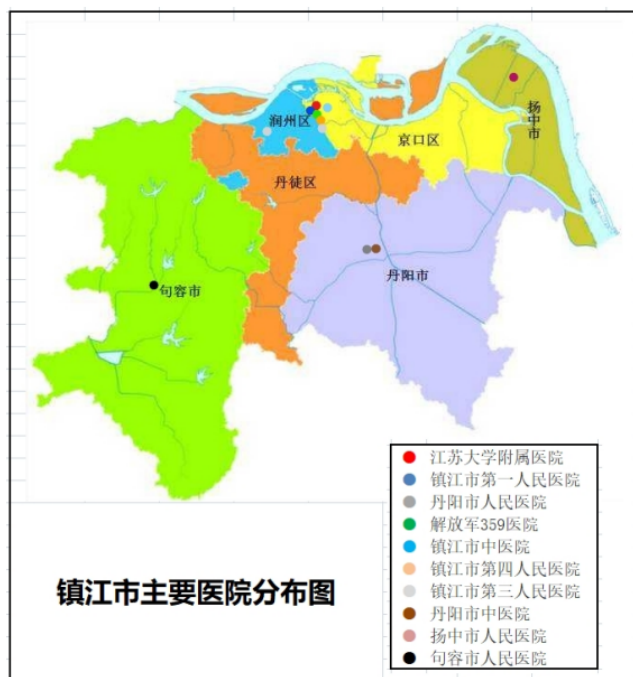 扬中市
润州区
京口区
丹徒区
丹阳市
句容市
江苏大学附属医院
镇江市第一人民医院
丹阳市人民医院
解放军359医院
镇江市中医院
镇江市第四人民医院
镇江市第三人民医院
丹阳市中医院
扬中市人民医院
句容市人民医院
镇江市主要医院分布图